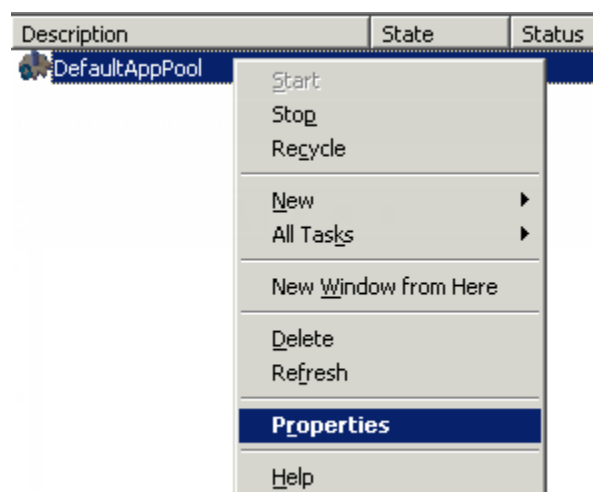 Description State Status
DefaultAppPool
Start
Stop
Recycle
New
All Tasks
New Window from Here
Delete
Refresh
Properties
Help